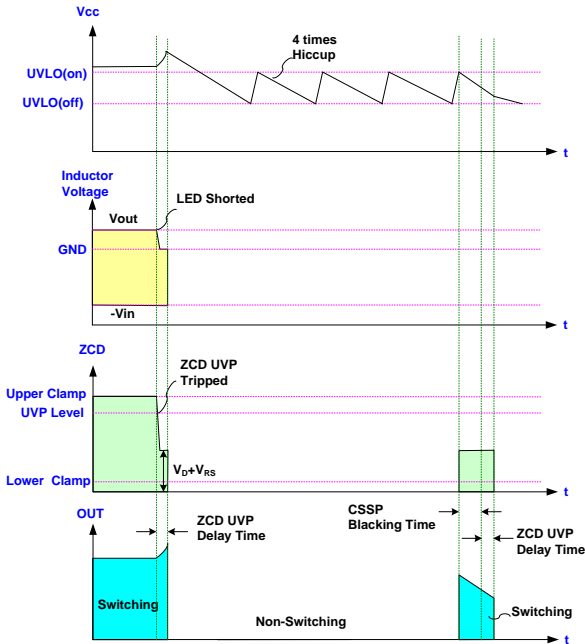 Vcc
4 times
Hiccup
UVLO(on)
UVLO(off)
t
Inductor
Voltage
LED Shorted
Vout
GND
-Vin
t
ZCD
ZCD UVP
Tripped
Upper Clamp
UVP Level
VD+VRS
Lower Clamp
t
OUT
ZCD UVP
Delay Time
CSSP
Blacking Time
ZCD UVP
Delay Time
Switching
Non-Switching
Switching
t